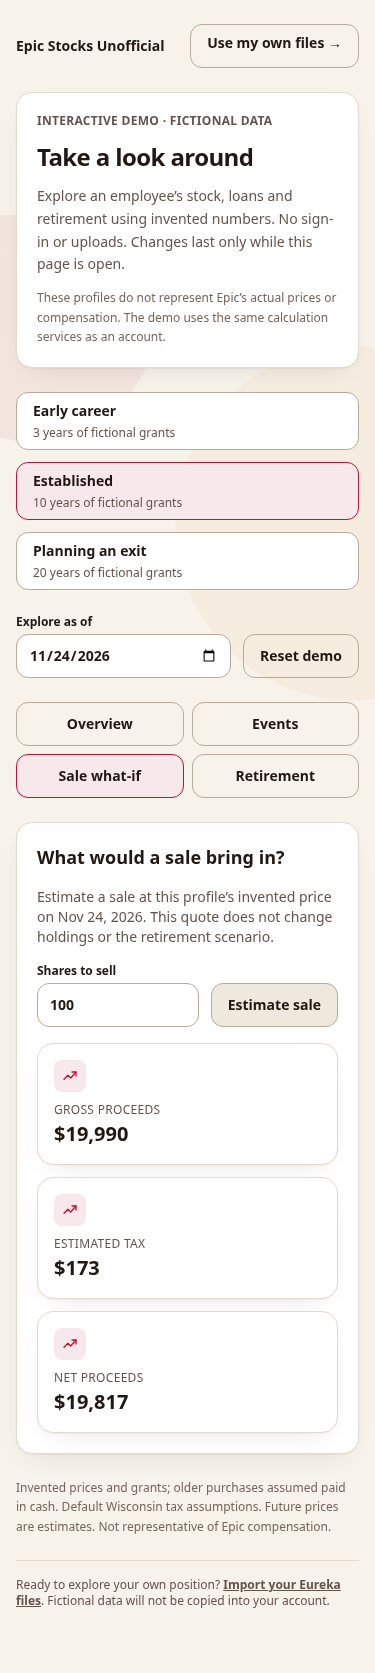 Epic Stocks Unofficial
Use my own files →
INTERACTIVE DEMO · FICTIONAL DATA
Take a look around
Explore an employee’s stock, loans and
retirement using invented numbers. No sign-
in or uploads. Changes last only while this
page is open.
These profiles do not represent Epic’s actual prices or
compensation. The demo uses the same calculation
services as an account.
Early career
3 years of fictional grants
Established
10 years of fictional grants
Planning an exit
20 years of fictional grants
Explore as of
11/24/2026
Reset demo
Overview
Events
Sale what-if
Retirement
What would a sale bring in?
Estimate a sale at this profile’s invented price
on Nov 24, 2026. This quote does not change
holdings or the retirement scenario.
Shares to sell
100
Estimate sale
GROSS PROCEEDS
$19,990
ESTIMATED TAX
$173
NET PROCEEDS
$19,817
Invented prices and grants; older purchases assumed paid
in cash. Default Wisconsin tax assumptions. Future prices
are estimates. Not representative of Epic compensation.
Ready to explore your own position? Import your Eureka
files. Fictional data will not be copied into your account.